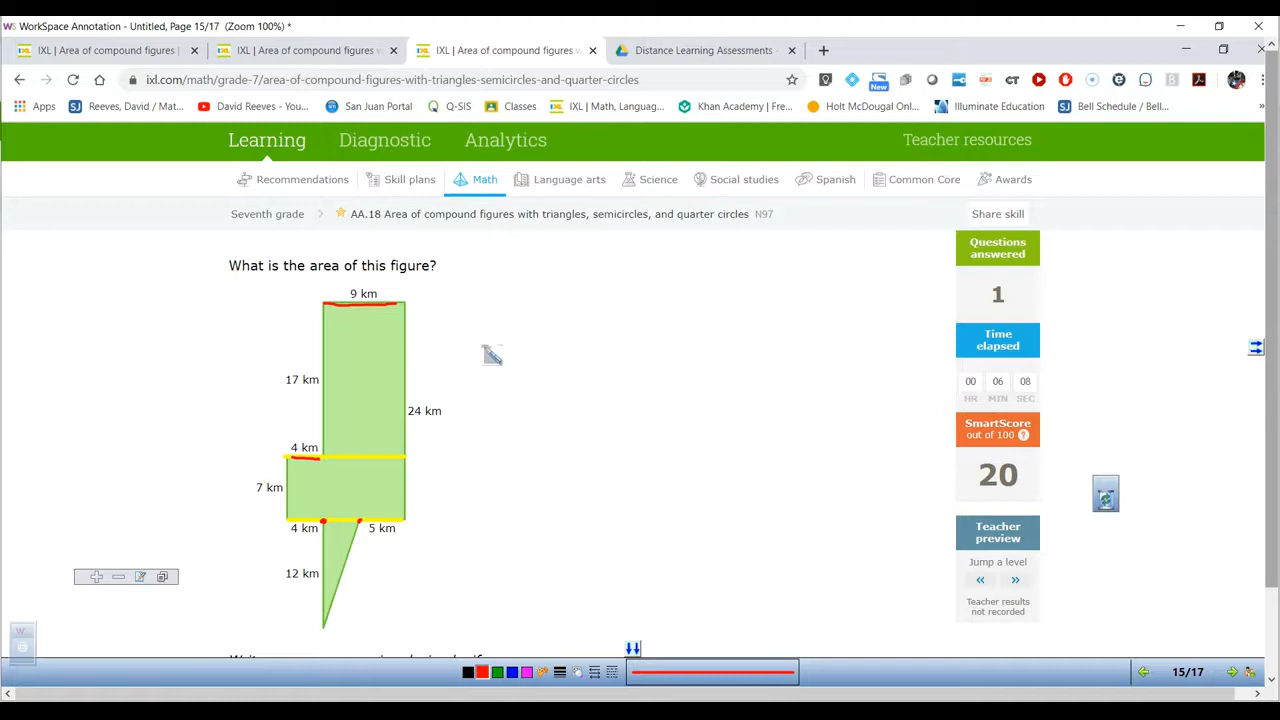 WorkSpace Annotation - Untitled, Page 15/17 (Zoom 100%) *
IXL | Area of compound figures |
IXL | Area of compound figures w
IXL | Area of compound figures w
Distance Learning Assessments -
ixl.com/math/grade-7/area-of-compound-figures-with-triangles-semicircles-and-quarter-circles
New
CT
Apps
Reeves, David / Mat...
David Reeves - You...
San Juan Portal
Q-SIS
Classes
IXL | Math, Languag...
Khan Academy | Fre...
Holt McDougal Onl...
Illuminate Education
Bell Schedule / Bell...
Learning
Diagnostic
Analytics
Teacher resources
Recommendations
Skill plans
Math
Language arts
Science
Social studies
Spanish
Common Core
Awards
Seventh grade
AA.18 Area of compound figures with triangles, semicircles, and quarter circles
N97
Share skill
What is the area of this figure?
9 km
17 km
24 km
4 km
7 km
4 km
5 km
12 km
Questions
answered
1
Time
elapsed
00
06
08
HR
MIN
SEC
SmartScore
out of 100
20
Teacher
preview
Jump a level
Teacher results
not recorded
15/17